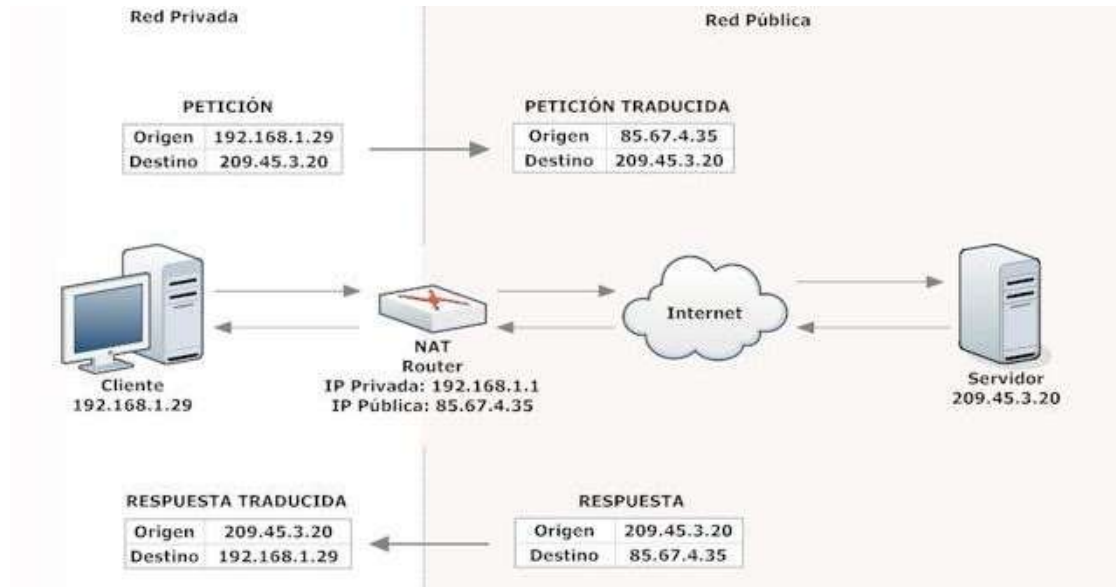 Red Privada
Red Pública
PETICIÓN
Origen 192.168.1.29
Destino 209.45.3.20
PETICIÓN TRADUCIDA
Origen 85.67.4.35
Destino 209.45.3.20
Cliente
192.168.1.29
NAT
Router
IP Privada: 192.168.1.1
IP Pública: 85.67.4.35
Internet
Servidor
209.45.3.20
RESPUESTA TRADUCIDA
Origen 209.45.3.20
Destino 192.168.1.29
RESPUESTA
Origen 209.45.3.20
Destino 85.67.4.35